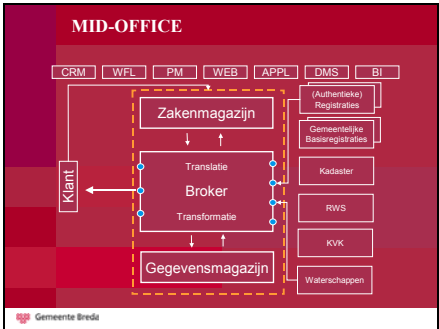 MID-OFFICE
CRM WFL PM WEB APPL DMS BI
(Authentieke)
Registraties
Zakenmagazijn
Gemeentelijke
Basisregistraties
Translatie
Kadaster
Klant
Broker
Transformatie
RWS
KVK
Gegevensmagazijn
Waterschappen
Gemeente Breda